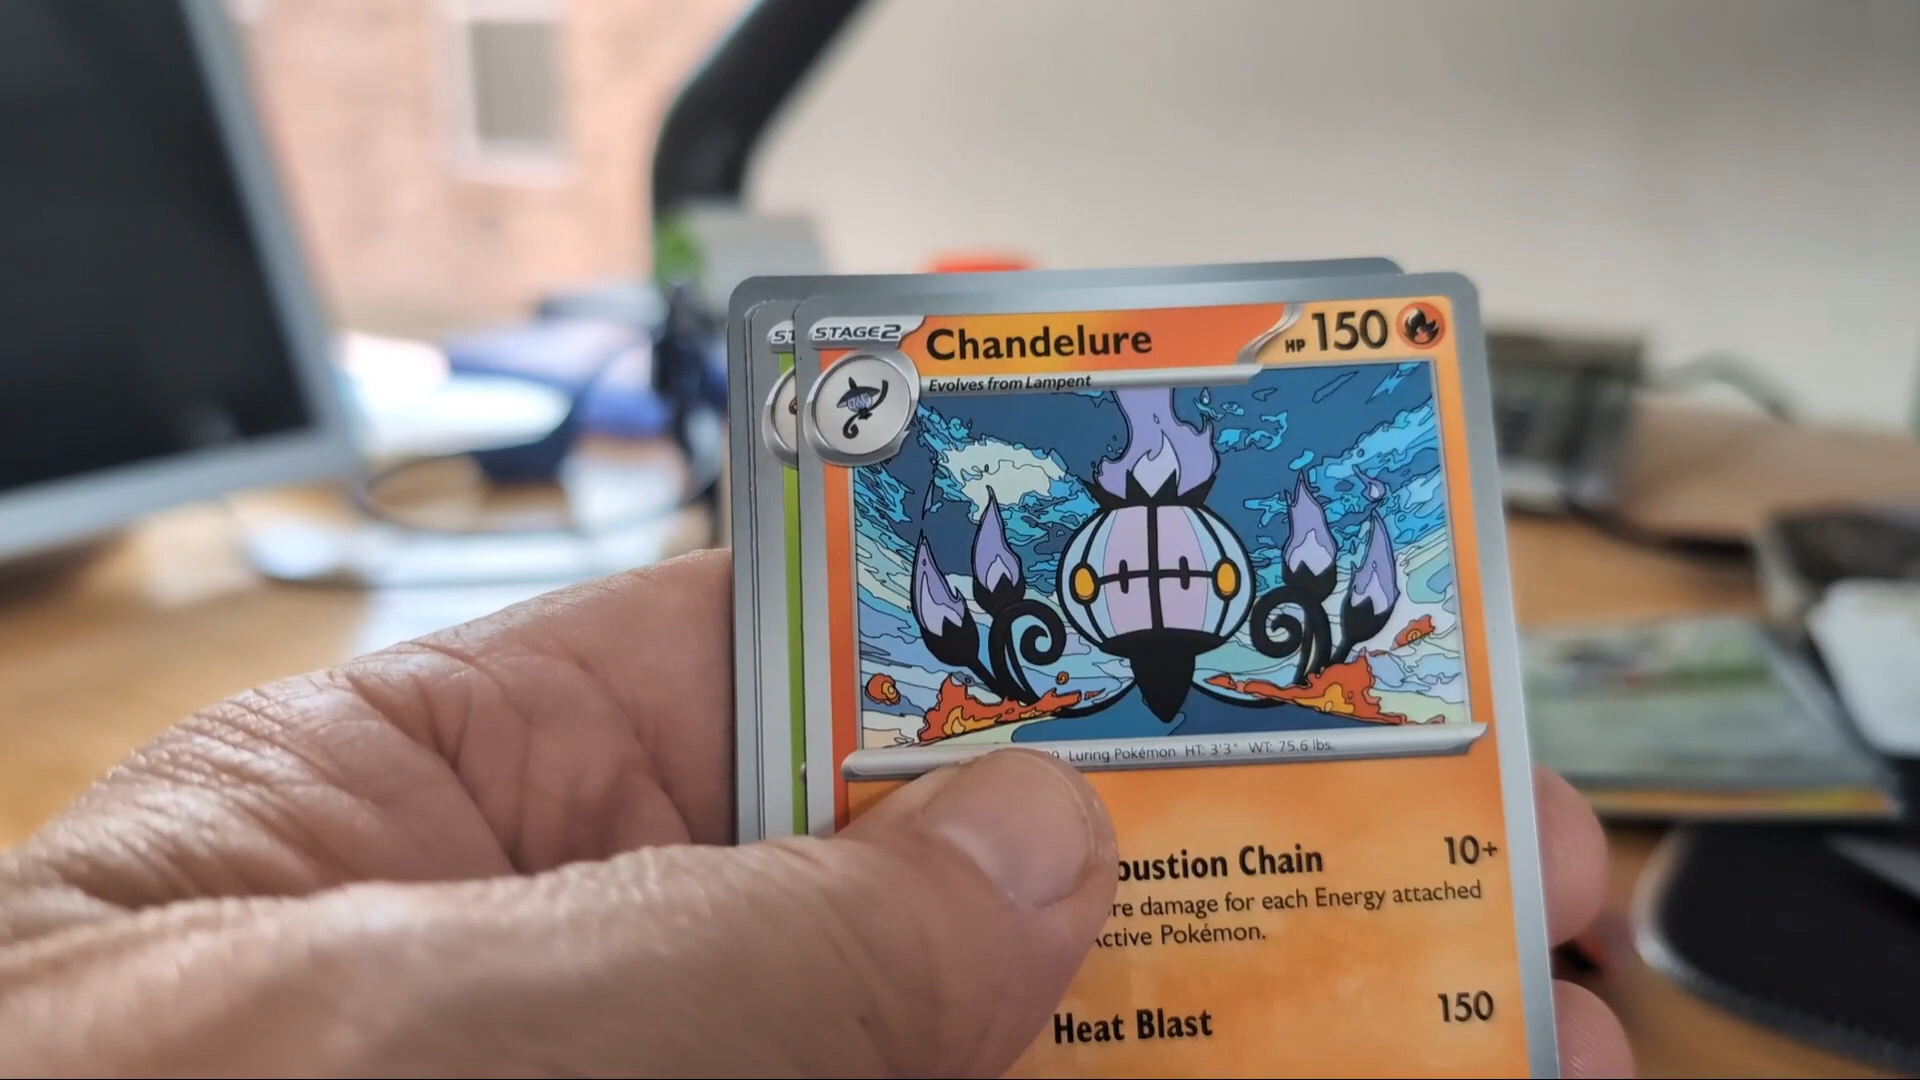 STAGE2 Chandelure HP 150
Evolves from Lampent
Luring Pokémon HT: 3'3" WT: 75.6 lbs.
bustion Chain 10+
re damage for each Energy attached
Active Pokémon.
Heat Blast 150